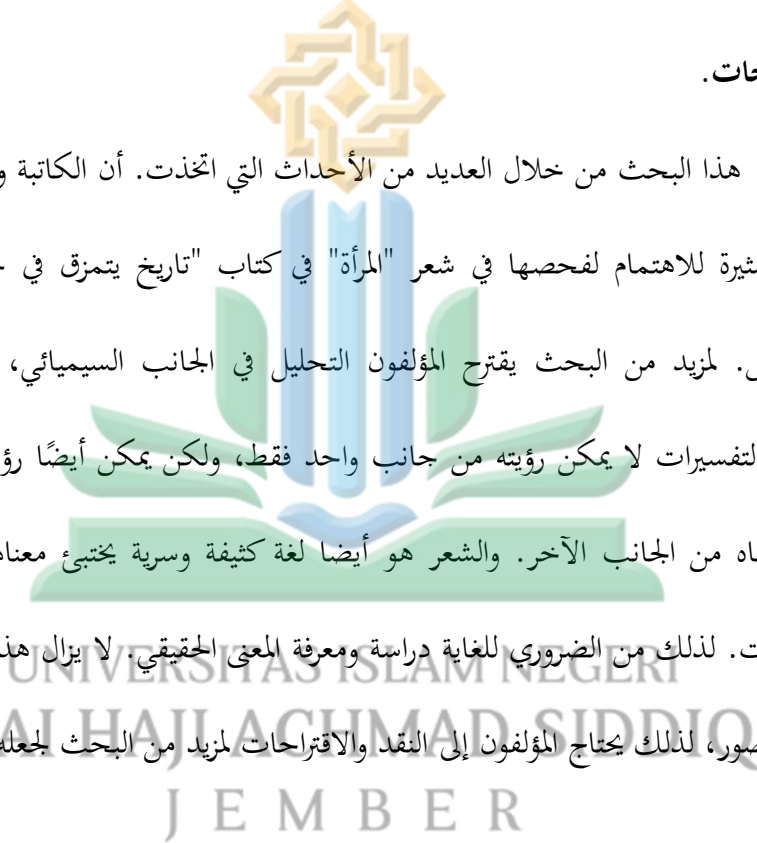 حات.
هذا البحث من خلال العديد من الأحداث التي اتخذت. أن الكاتبة و
ثيرة للاهتمام لفحصها في شعر "المرأة" في كتاب "تاريخ يتمزق في ج
. لمزيد من البحث يقترح المؤلفون التحليل في الجانب السيميائي،
لتفسيرات لا يمكن رؤيته من جانب واحد فقط، ولكن يمكن أيضًا رؤ
اه من الجانب الآخر. والشعر هو أيضا لغة كثيفة وسرية يختبئ معنا
ت. لذلك من الضروري للغاية دراسة ومعرفة المعنى الحقيقي. لا يزال هذ
UNIVERSITAS ISLAM NEGERI
صور، لذلك يحتاج المؤلفون إلى النقد والاقتراحات لمزيد من البحث لجعله
AI HAJI ACHMAD SIDDIQ
JEMBER